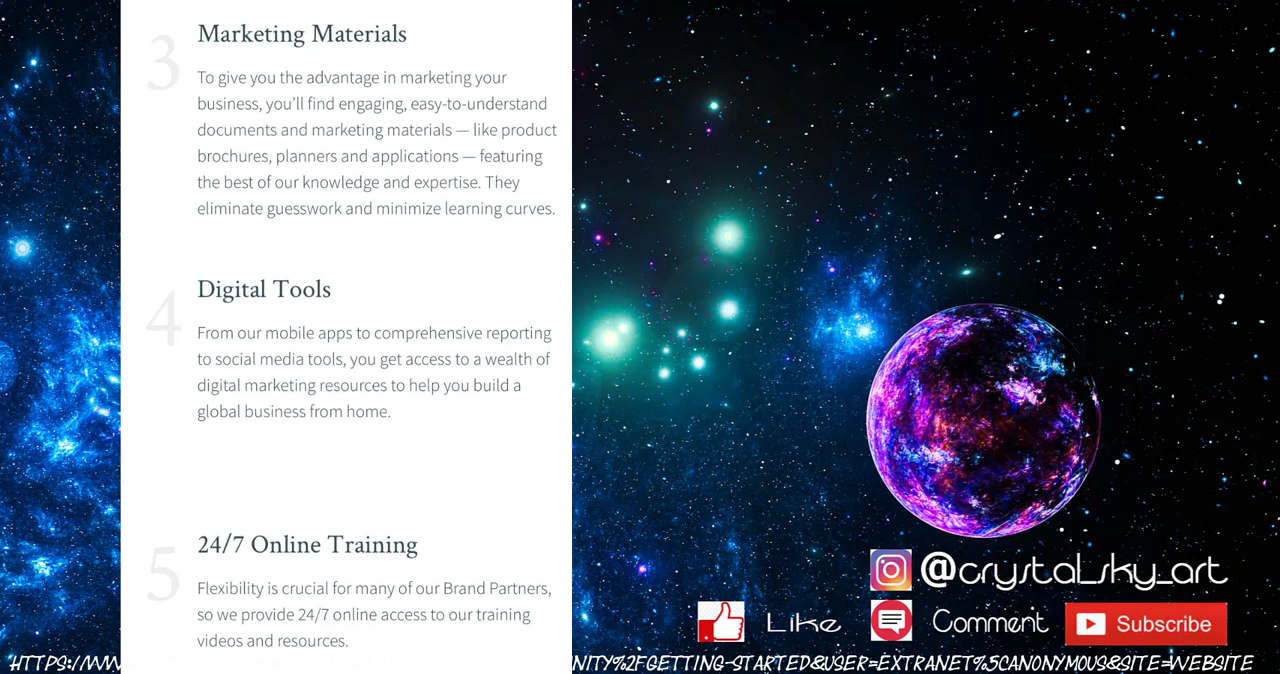 3
Marketing Materials
To give you the advantage in marketing your
business, you'll find engaging, easy-to-understand
documents and marketing materials — like product
brochures, planners and applications — featuring
the best of our knowledge and expertise. They
eliminate guesswork and minimize learning curves.
4
Digital Tools
From our mobile apps to comprehensive reporting
to social media tools, you get access to a wealth of
digital marketing resources to help you build a
global business from home.
5
24/7 Online Training
Flexibility is crucial for many of our Brand Partners,
so we provide 24/7 online access to our training
videos and resources.
@crystal_sky_art
Like
Comment
Subscribe
HTTPS://WWW
NITY%2FGETTING-STARTED&USER=EXTRANET%5CANONYMOUS&SITE=WEBSITE